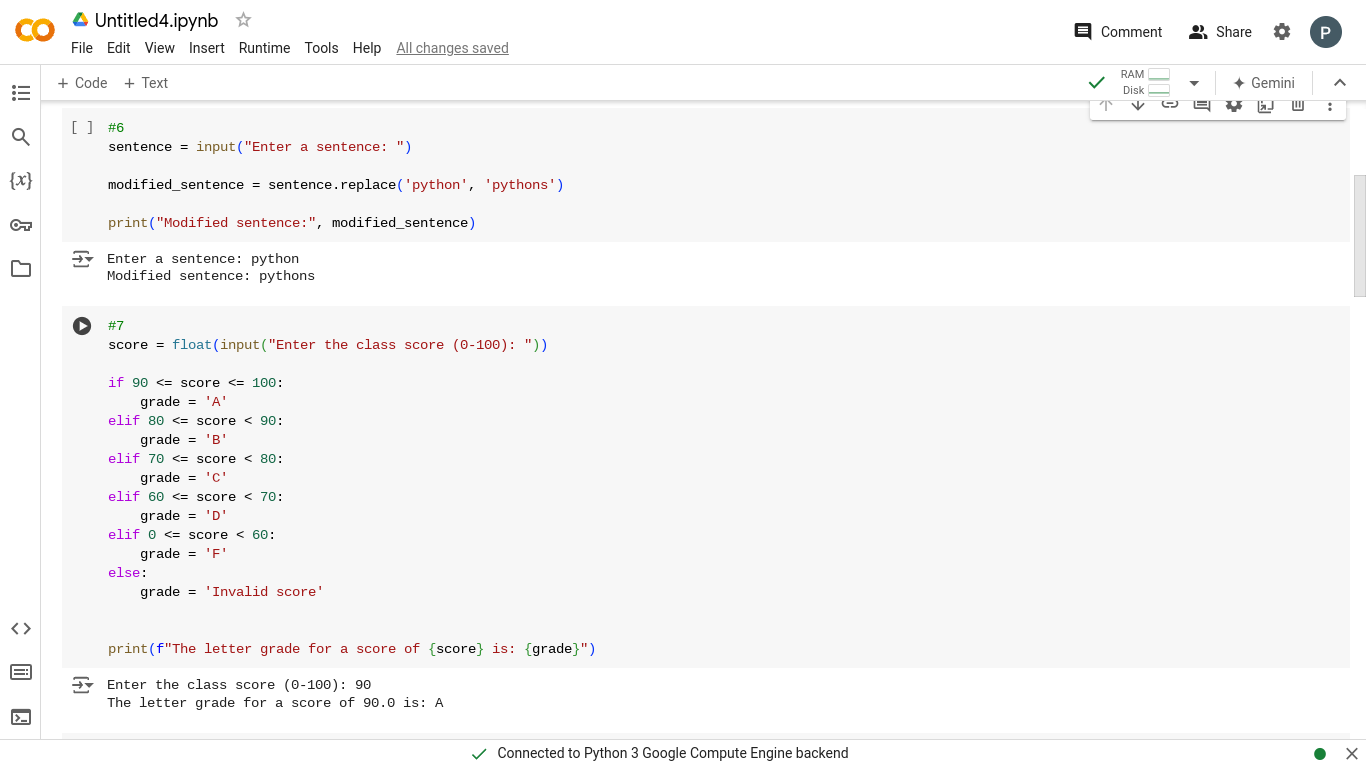 Untitled4.ipynb
File Edit View Insert Runtime Tools Help All changes saved
Comment Share P
+ Code + Text
RAM
Disk
Gemini
[ ] #6
sentence = input("Enter a sentence: ")
modified_sentence = sentence.replace('python', 'pythons')
print("Modified sentence:", modified_sentence)
Enter a sentence: python
Modified sentence: pythons
#7
score = float(input("Enter the class score (0-100): "))
if 90 <= score <= 100:
    grade = 'A'
elif 80 <= score < 90:
    grade = 'B'
elif 70 <= score < 80:
    grade = 'C'
elif 60 <= score < 70:
    grade = 'D'
elif 0 <= score < 60:
    grade = 'F'
else:
    grade = 'Invalid score'
print(f"The letter grade for a score of {score} is: {grade}")
Enter the class score (0-100): 90
The letter grade for a score of 90.0 is: A
Connected to Python 3 Google Compute Engine backend